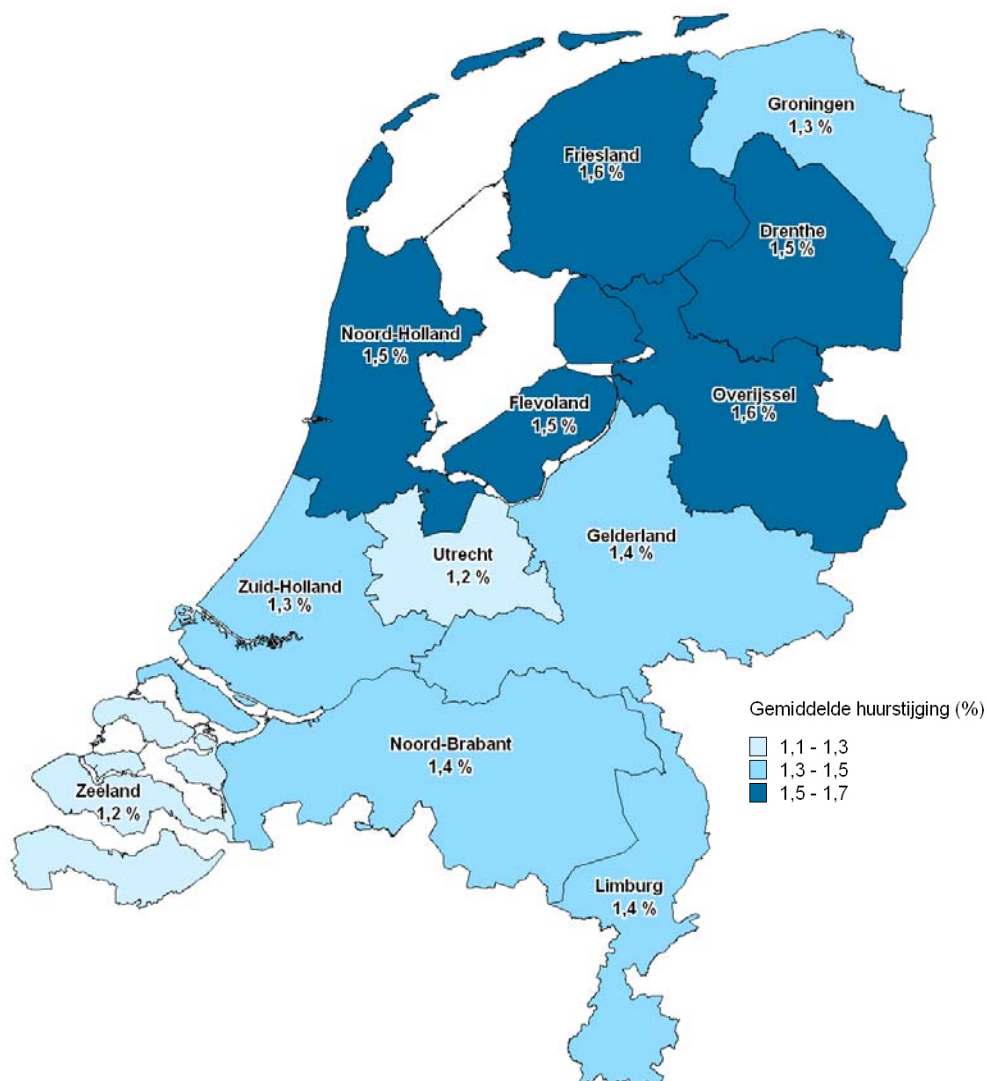 Groningen
1,3 %
Friesland
1,6 %
Drenthe
1,5 %
Noord-Holland
1,5 %
Flevoland
1,5 %
Overijssel
1,6 %
Gelderland
1,4 %
Utrecht
1,2 %
Zuid-Holland
1,3 %
Noord-Brabant
1,4 %
Zeeland
1,2 %
Limburg
1,4 %
Gemiddelde huurstijging (%)
1,1 - 1,3
1,3 - 1,5
1,5 - 1,7